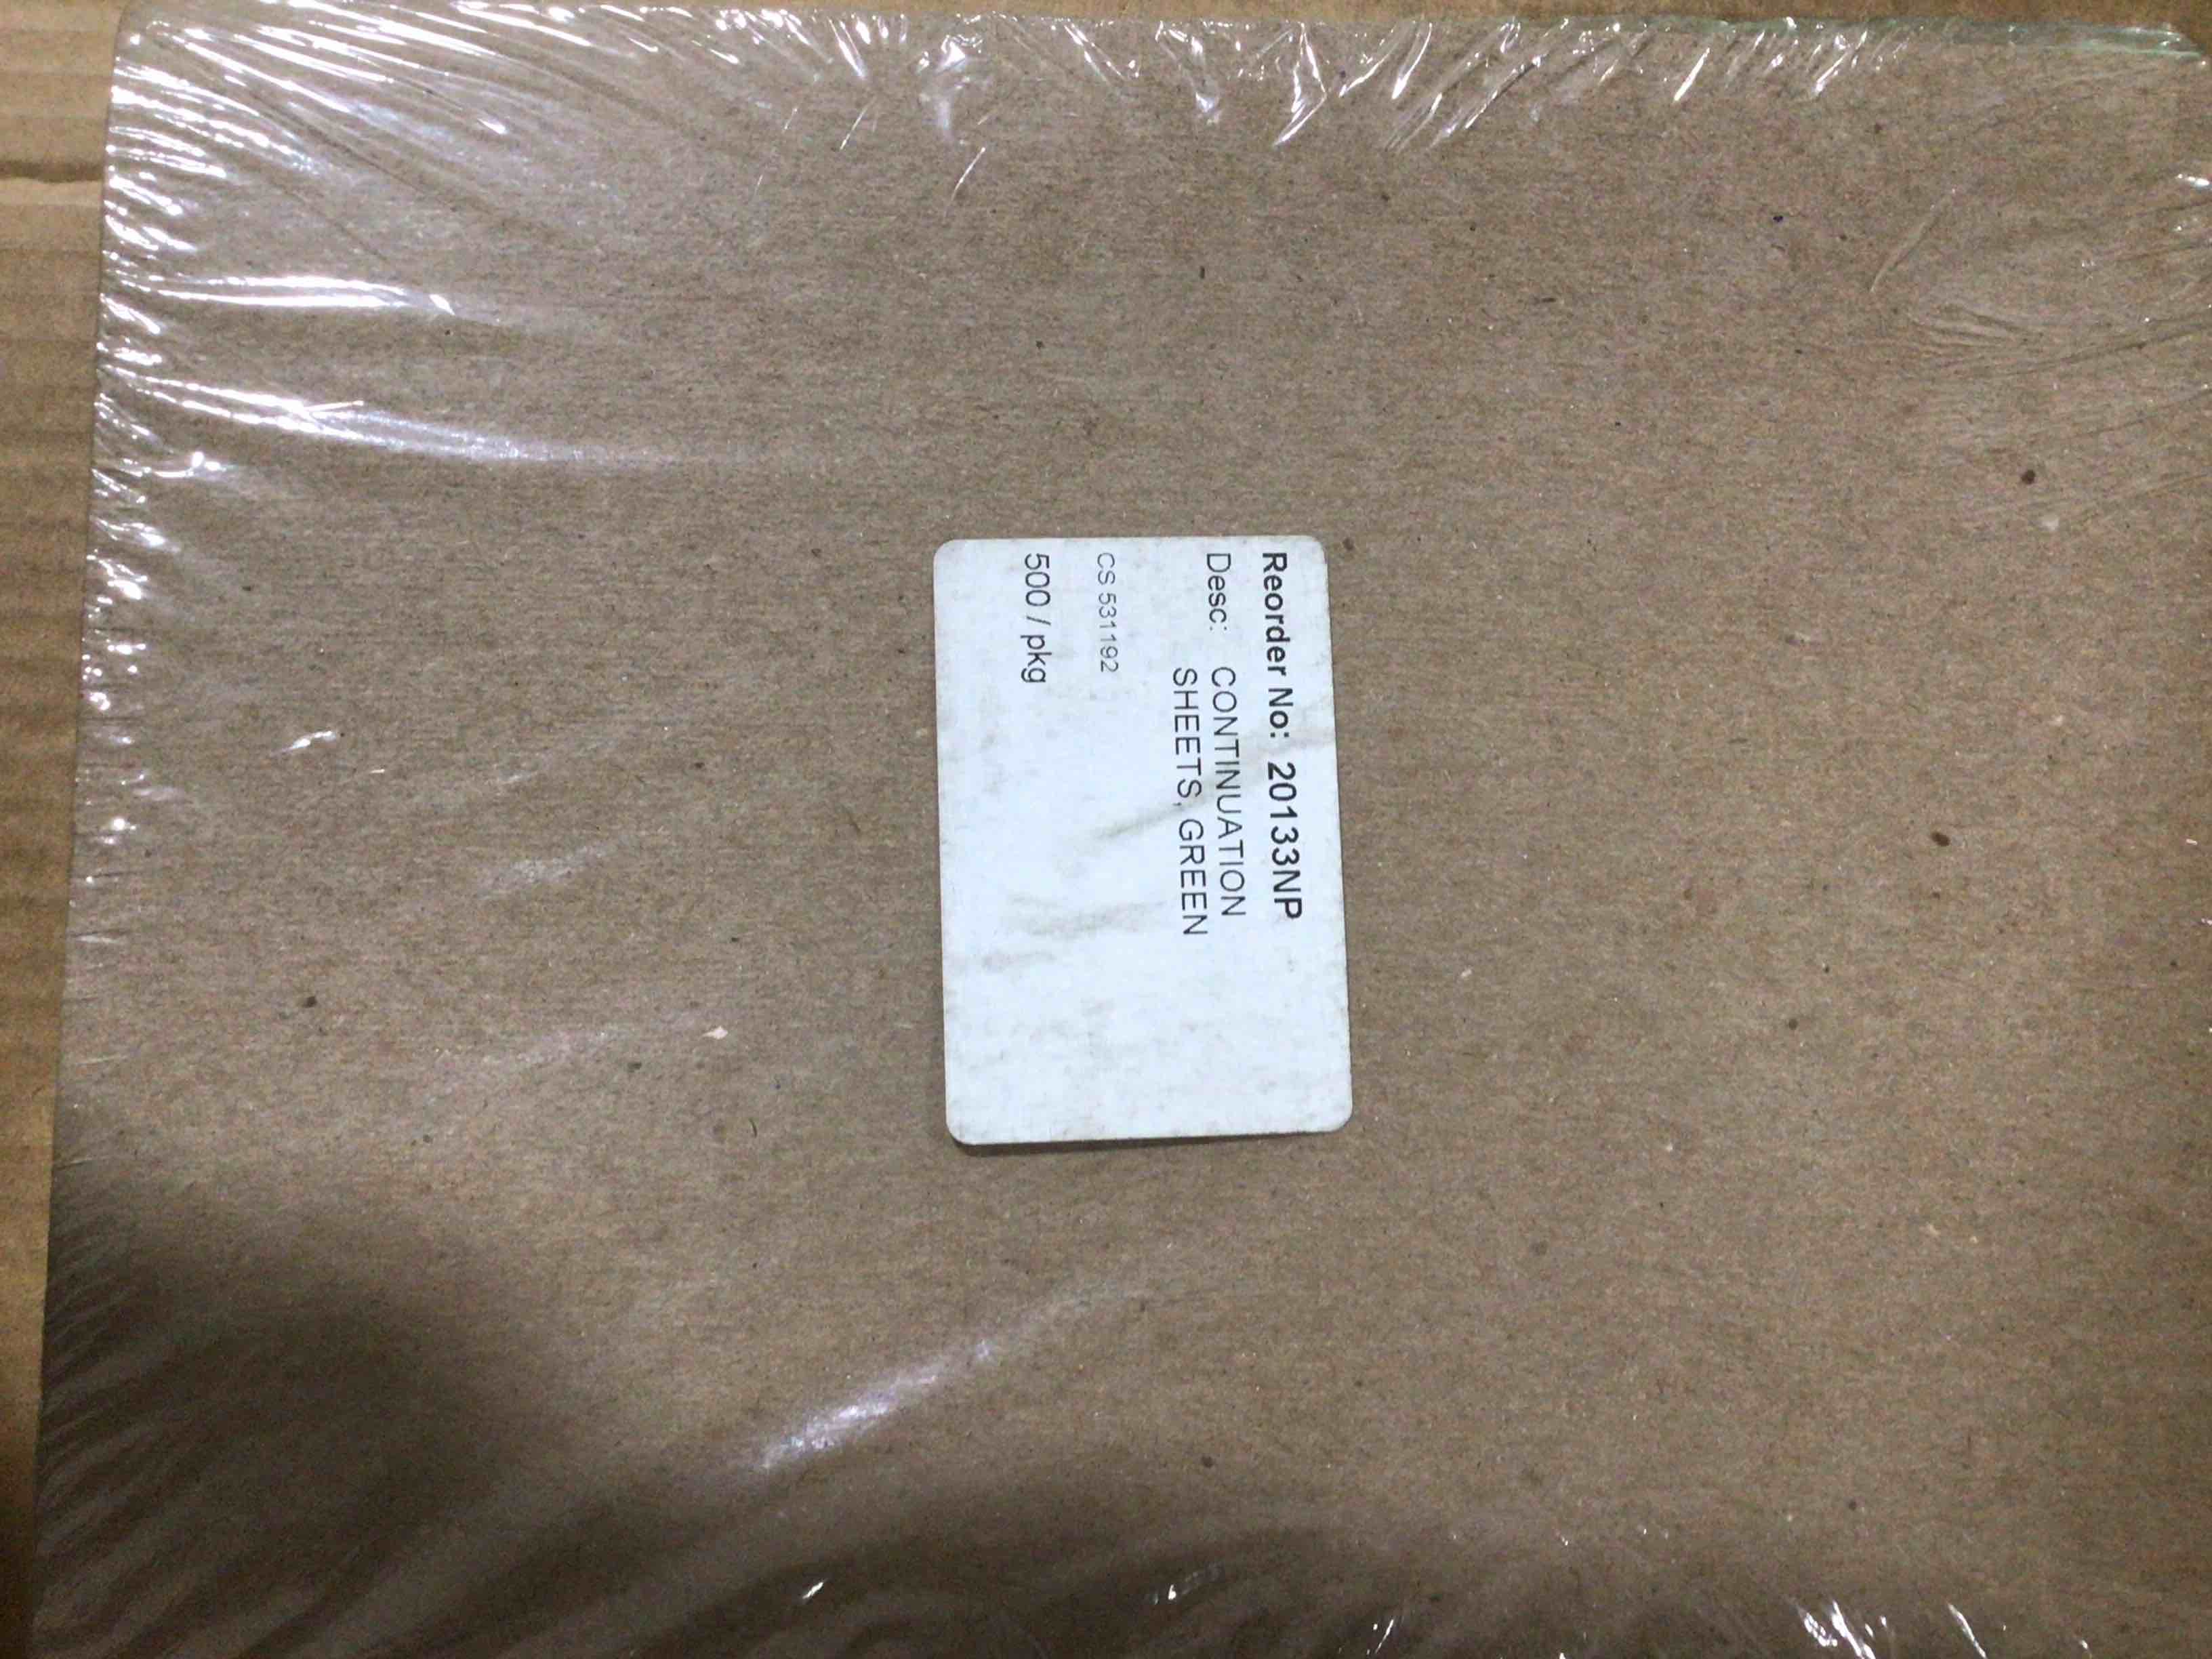 Reorder No: 20133NP
Desc: CONTINUATION
SHEETS, GREEN
CS 531192
500 / pkg